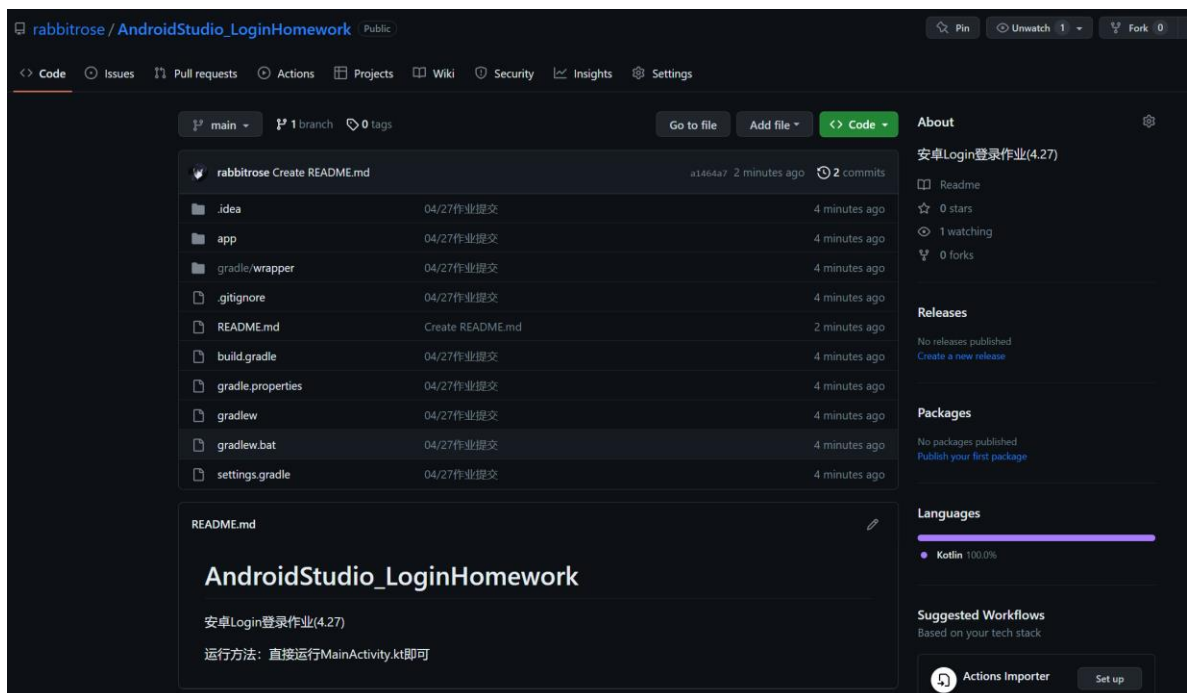 rabbitrose / AndroidStudio_LoginHomework Public
Pin Unwatch 1 Fork 0
Code Issues Pull requests Actions Projects Wiki Security Insights Settings
main 1 branch 0 tags Go to file Add file Code
rabbitrose Create README.md a1464a7 2 minutes ago 2 commits
.idea 04/27作业提交 4 minutes ago
app 04/27作业提交 4 minutes ago
gradle/wrapper 04/27作业提交 4 minutes ago
.gitignore 04/27作业提交 4 minutes ago
README.md Create README.md 2 minutes ago
build.gradle 04/27作业提交 4 minutes ago
gradle.properties 04/27作业提交 4 minutes ago
gradlew 04/27作业提交 4 minutes ago
gradlew.bat 04/27作业提交 4 minutes ago
settings.gradle 04/27作业提交 4 minutes ago
README.md
AndroidStudio_LoginHomework
安卓Login登录作业(4.27)
运行方法：直接运行MainActivity.kt即可
About
安卓Login登录作业(4.27)
Readme
0 stars
1 watching
0 forks
Releases
No releases published
Create a new release
Packages
No packages published
Publish your first package
Languages
Kotlin 100.0%
Suggested Workflows
Based on your tech stack
Actions Importer Set up